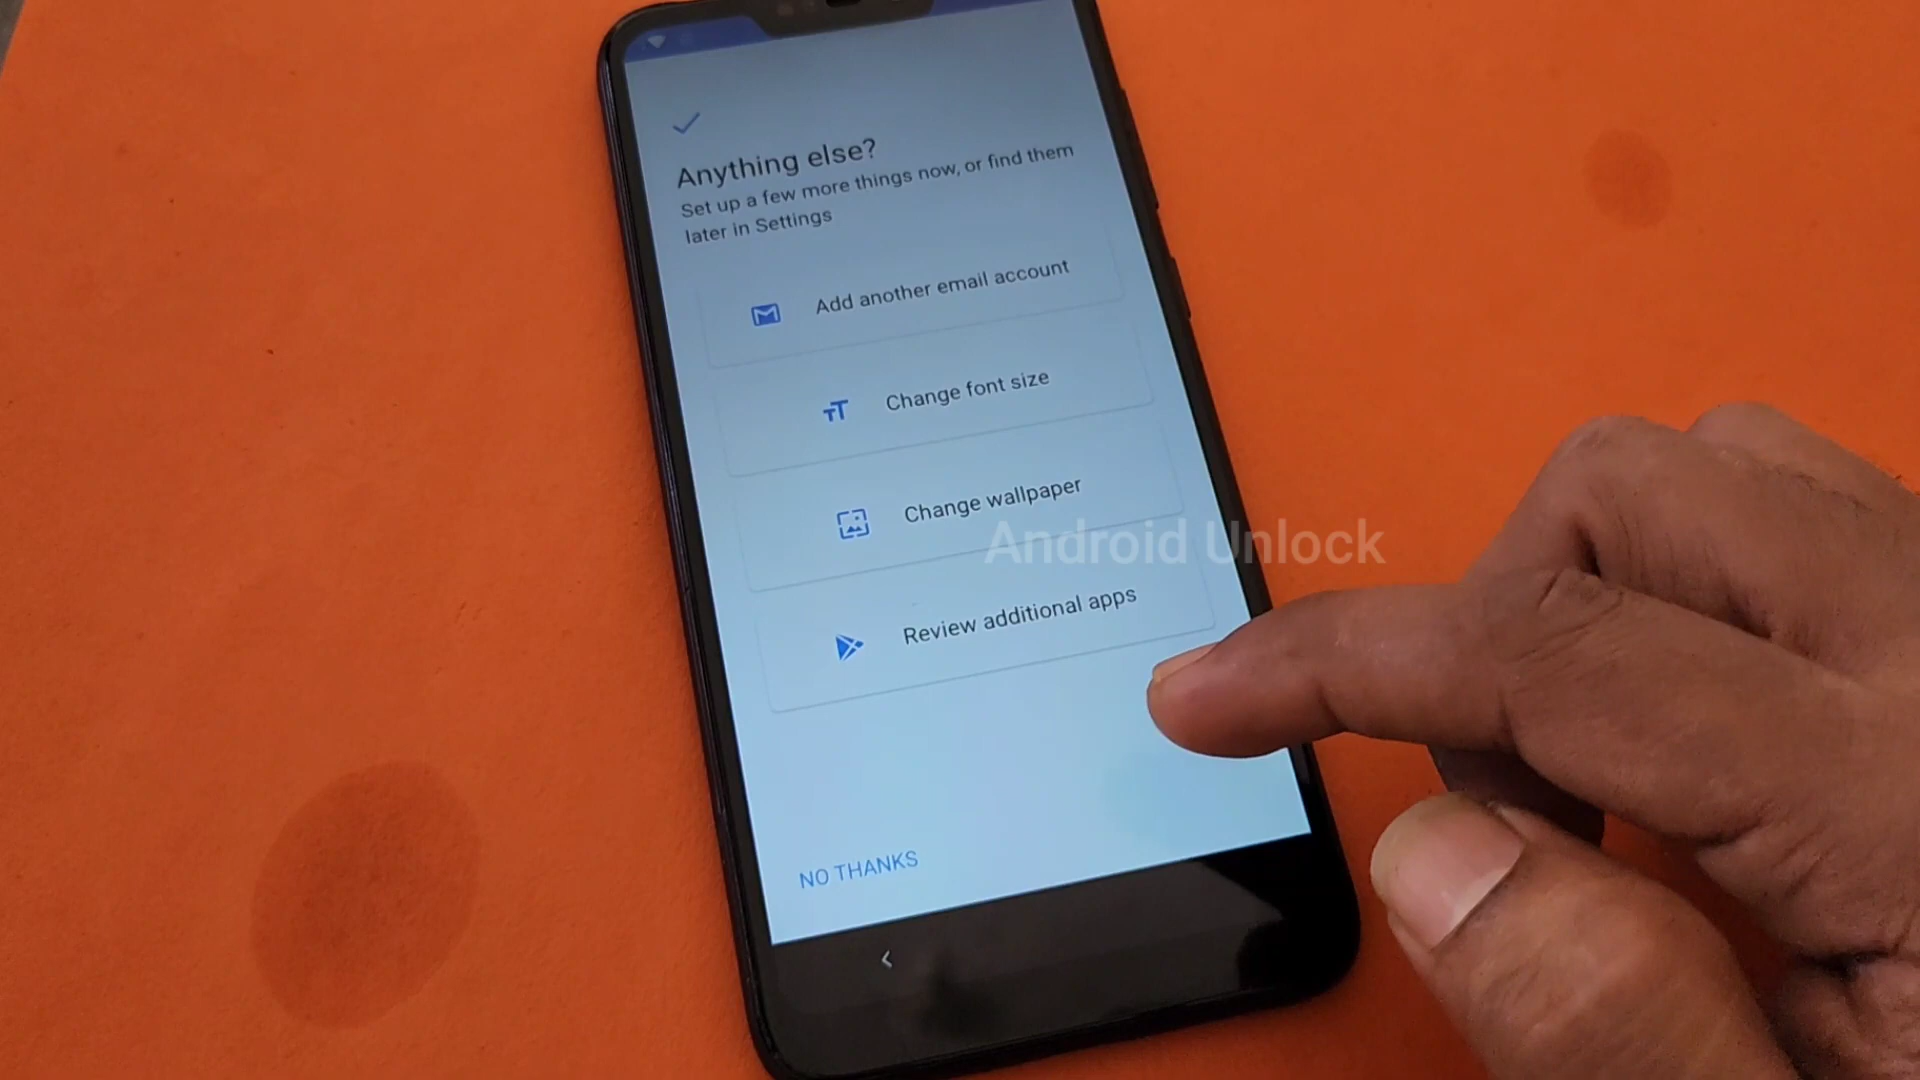 Anything else?
Set up a few more things now, or find them
later in Settings
Add another email account
Change font size
Change wallpaper
Android Unlock
Review additional apps
NO THANKS